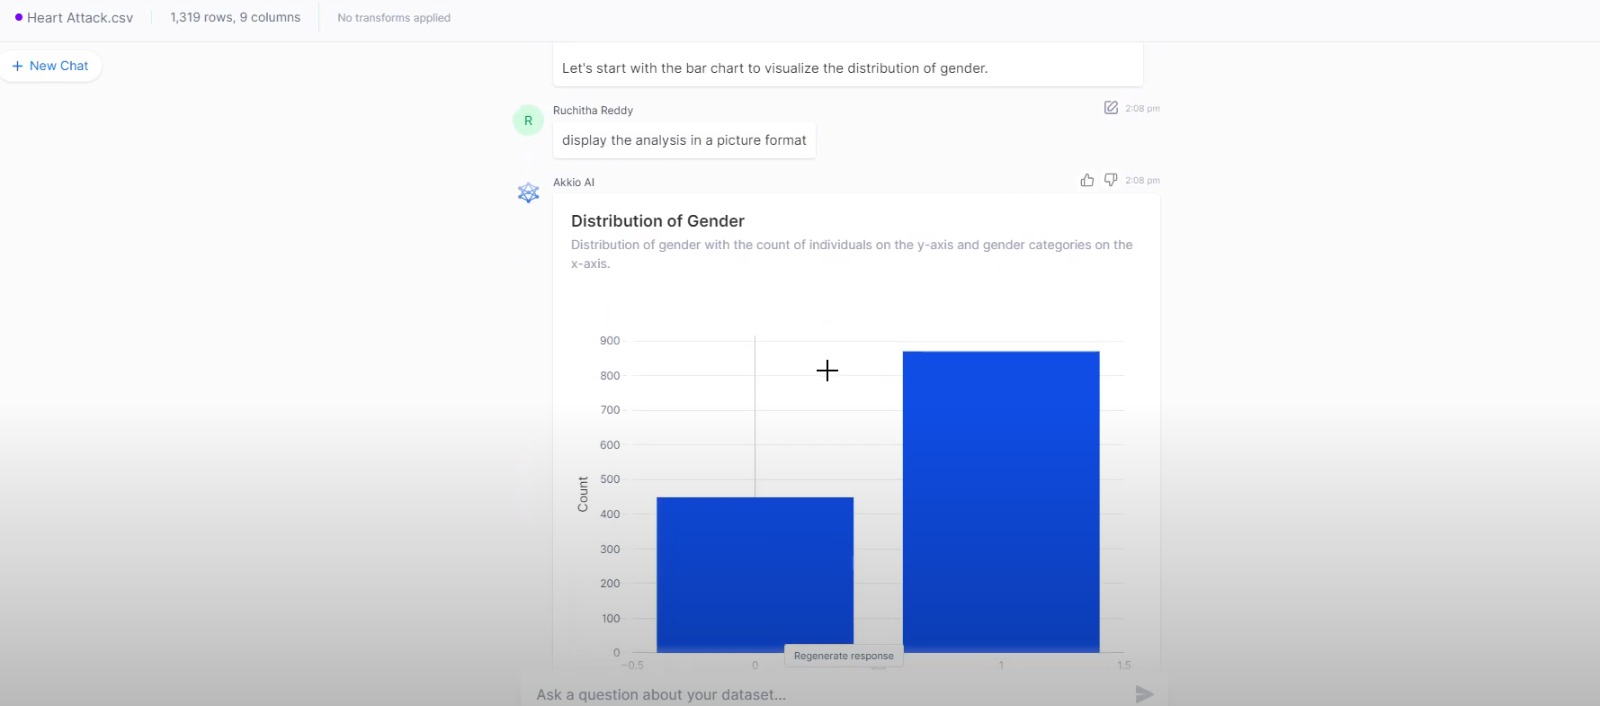 Heart Attack.csv
1,319 rows, 9 columns
No transforms applied
+ New Chat
Let's start with the bar chart to visualize the distribution of gender.
Ruchitha Reddy
2:08 pm
R
display the analysis in a picture format
Akkio AI
2:08 pm
Distribution of Gender
Distribution of gender with the count of individuals on the y-axis and gender categories on the
x-axis.
900
800
700
600
500
400
300
200
100
0
Count
−0.5
0
1
1.5
Regenerate response
Ask a question about your dataset...